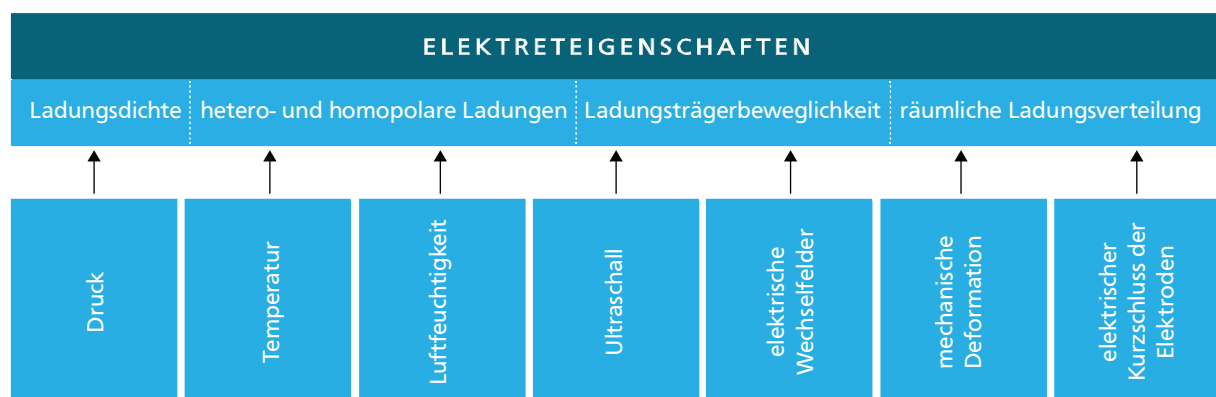 ELEKTRETEIGENSCHAFTEN
Ladungsdichte hetero- und homopolare Ladungen Ladungsträgerbeweglichkeit räumliche Ladungsverteilung
Druck
Temperatur
Luftfeuchtigkeit
Ultraschall
elektrische
Wechselfelder
mechanische
Deformation
elektrischer
Kurzschluss der
Elektroden